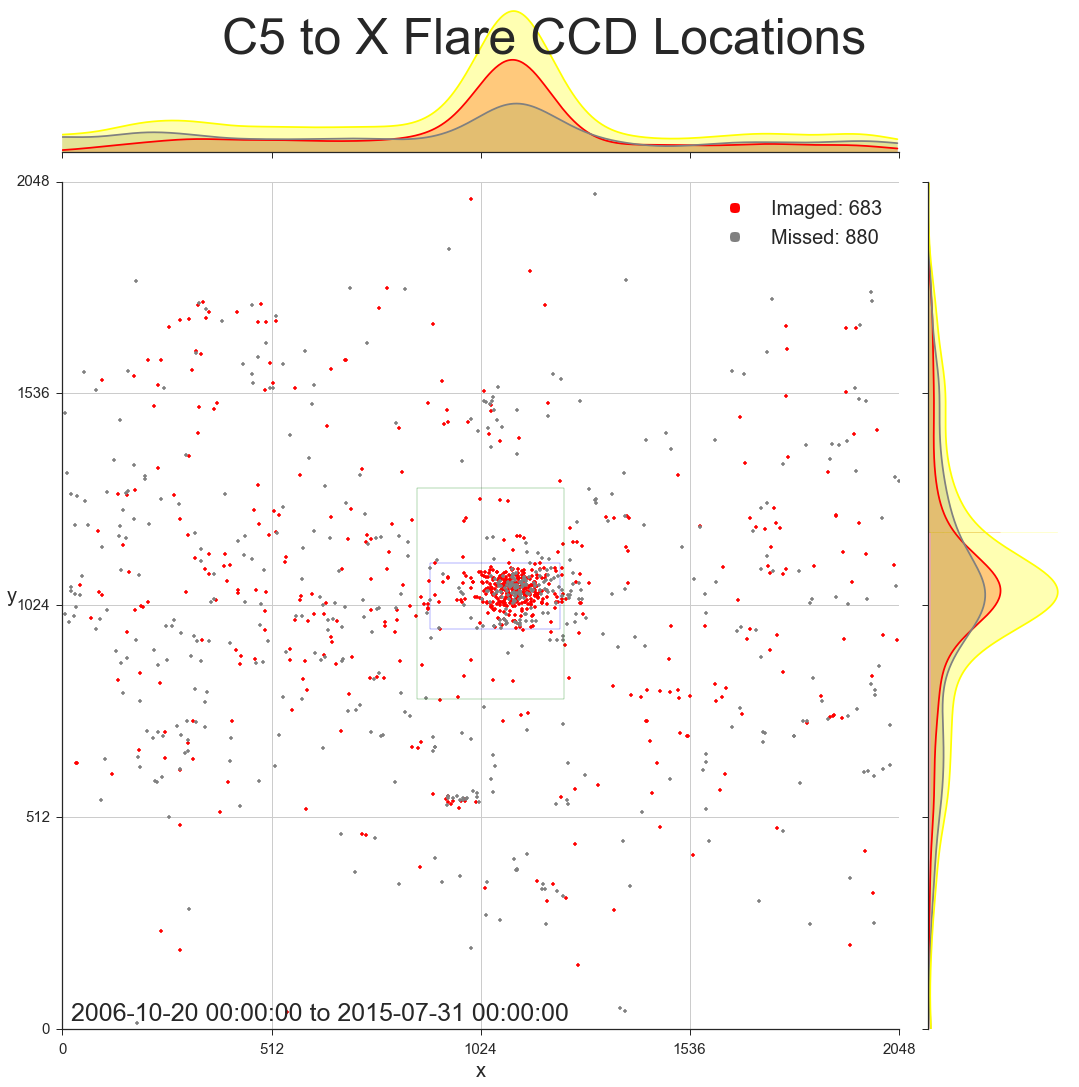 C5 to X Flare CCD Locations
2048
Imaged: 683
Missed: 880
1536
y
1024
512
2006-10-20 00:00:00 to 2015-07-31 00:00:00
0
0 512 1024 1536 2048
x